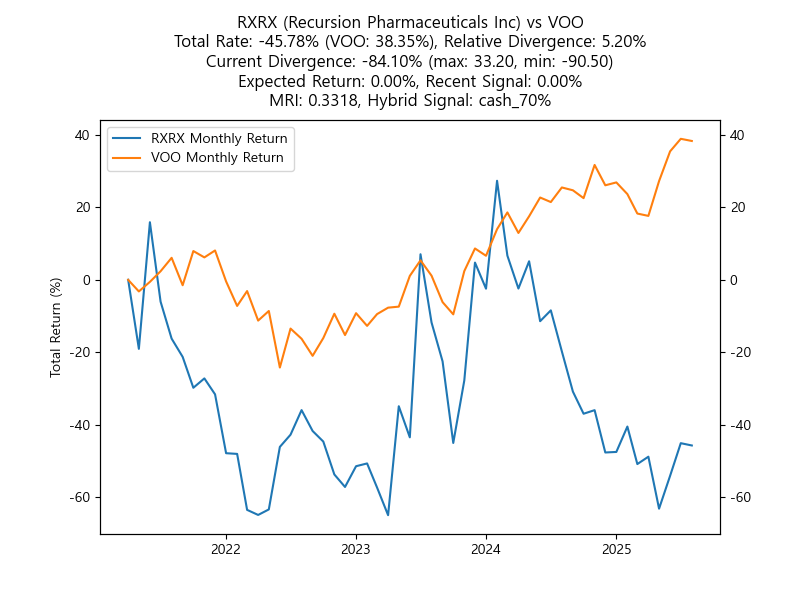 RXRX (Recursion Pharmaceuticals Inc) vs VOO
Total Rate: -45.78% (VOO: 38.35%), Relative Divergence: 5.20%
Current Divergence: -84.10% (max: 33.20, min: -90.50)
Expected Return: 0.00%, Recent Signal: 0.00%
MRI: 0.3318, Hybrid Signal: cash_70%
RXRX Monthly Return
VOO Monthly Return
Total Return (%)
40
20
0
-20
-40
-60
40
20
0
-20
-40
-60
2022
2023
2024
2025